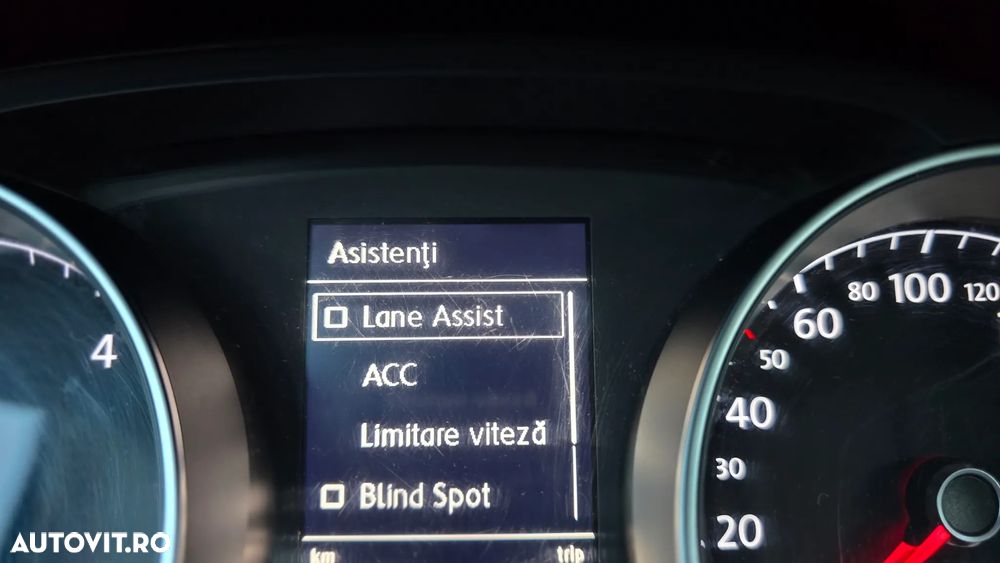 Asistenți
Lane Assist
ACC
Limitare viteză
Blind Spot
km
trip
4
80
100
120
60
50
40
30
20
AUTOVIT.RO